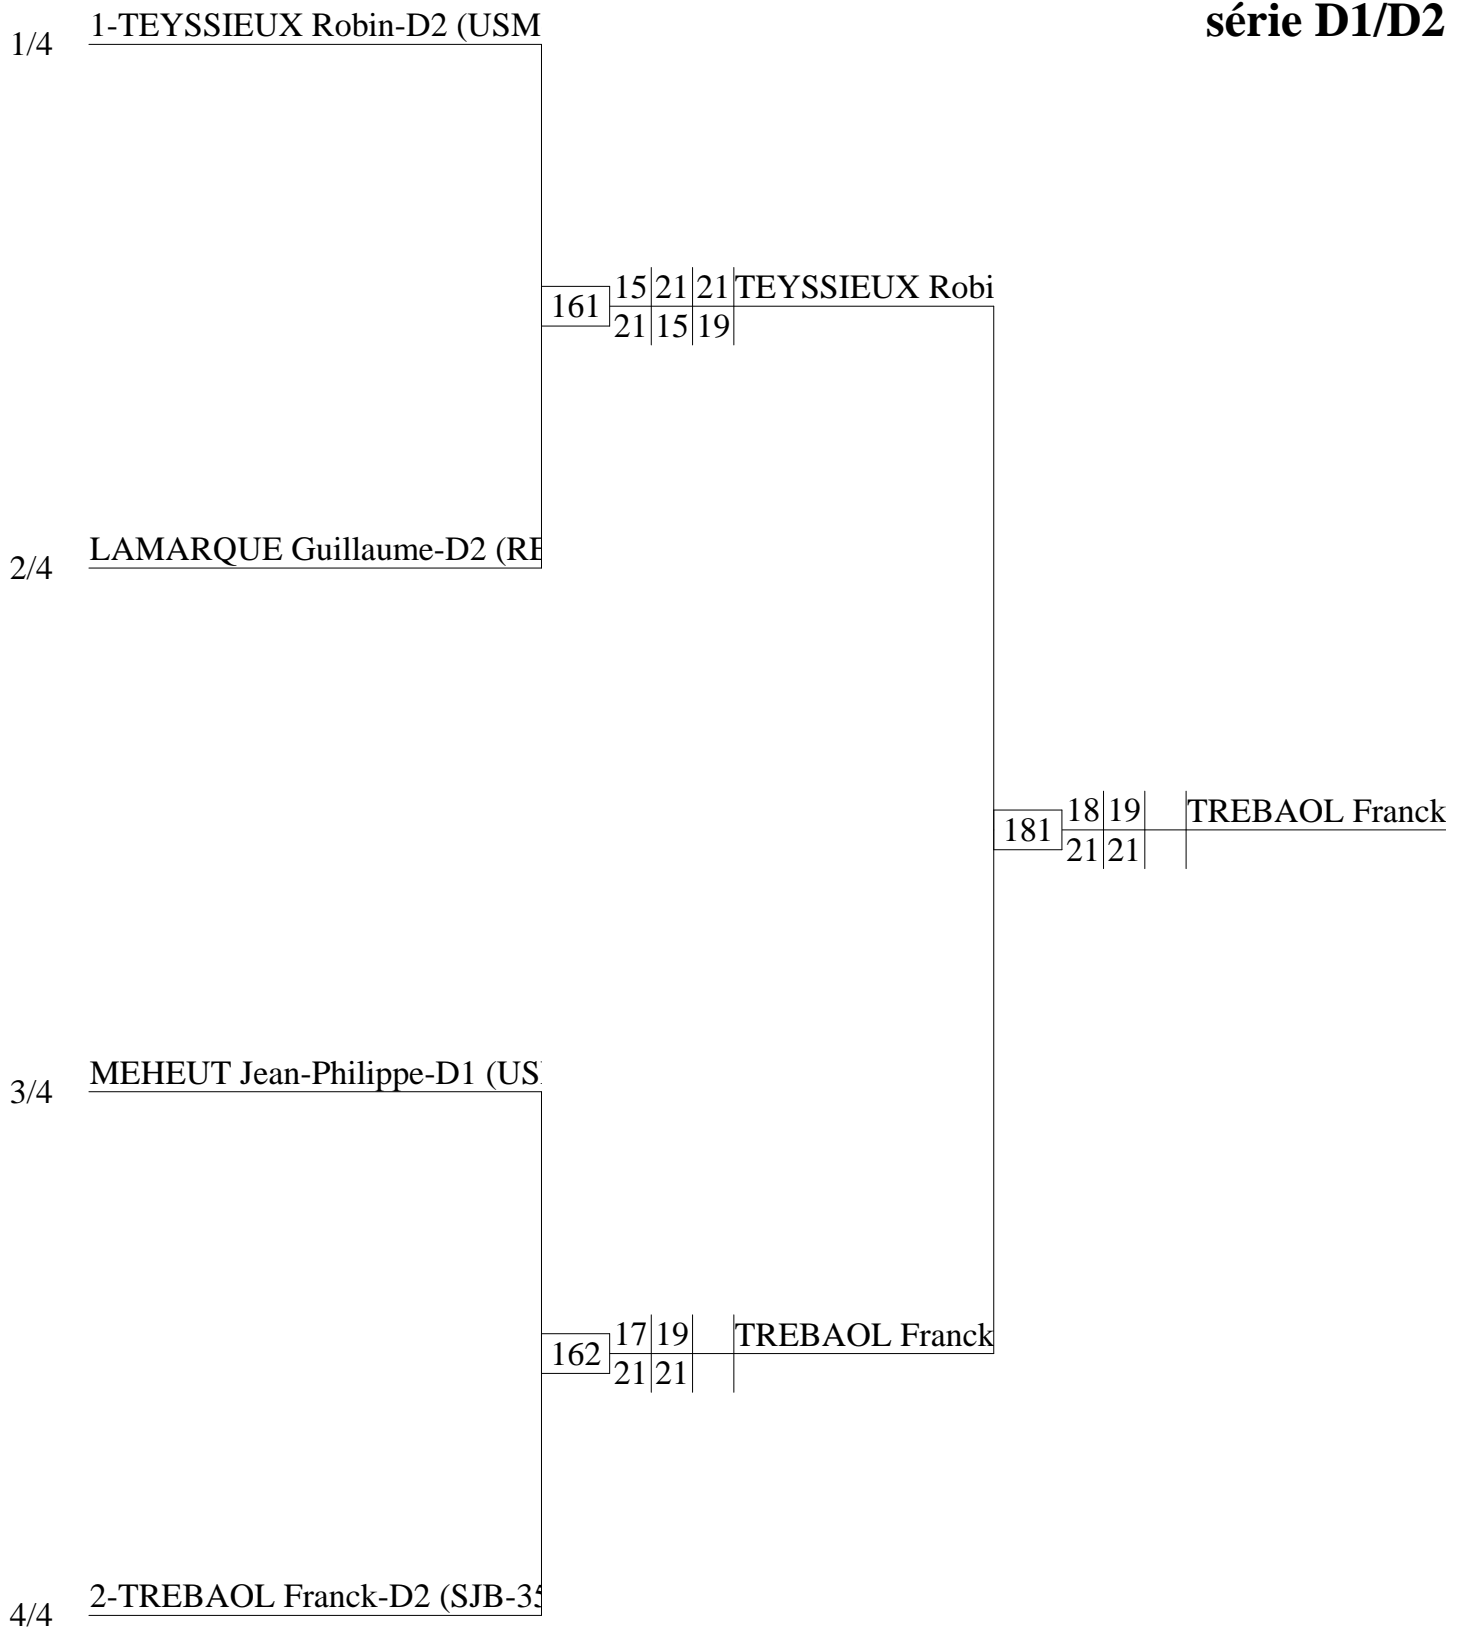 série D1/D2
1/4 1-TEYSSIEUX Robin-D2 (USM
161 15 21 21 TEYSSIEUX Robi
21 15 19
2/4 LAMARQUE Guillaume-D2 (RE
181 18 19 TREBAOL Franck
21 21
3/4 MEHEUT Jean-Philippe-D1 (US
162 17 19 TREBAOL Franck
21 21
4/4 2-TREBAOL Franck-D2 (SJB-35